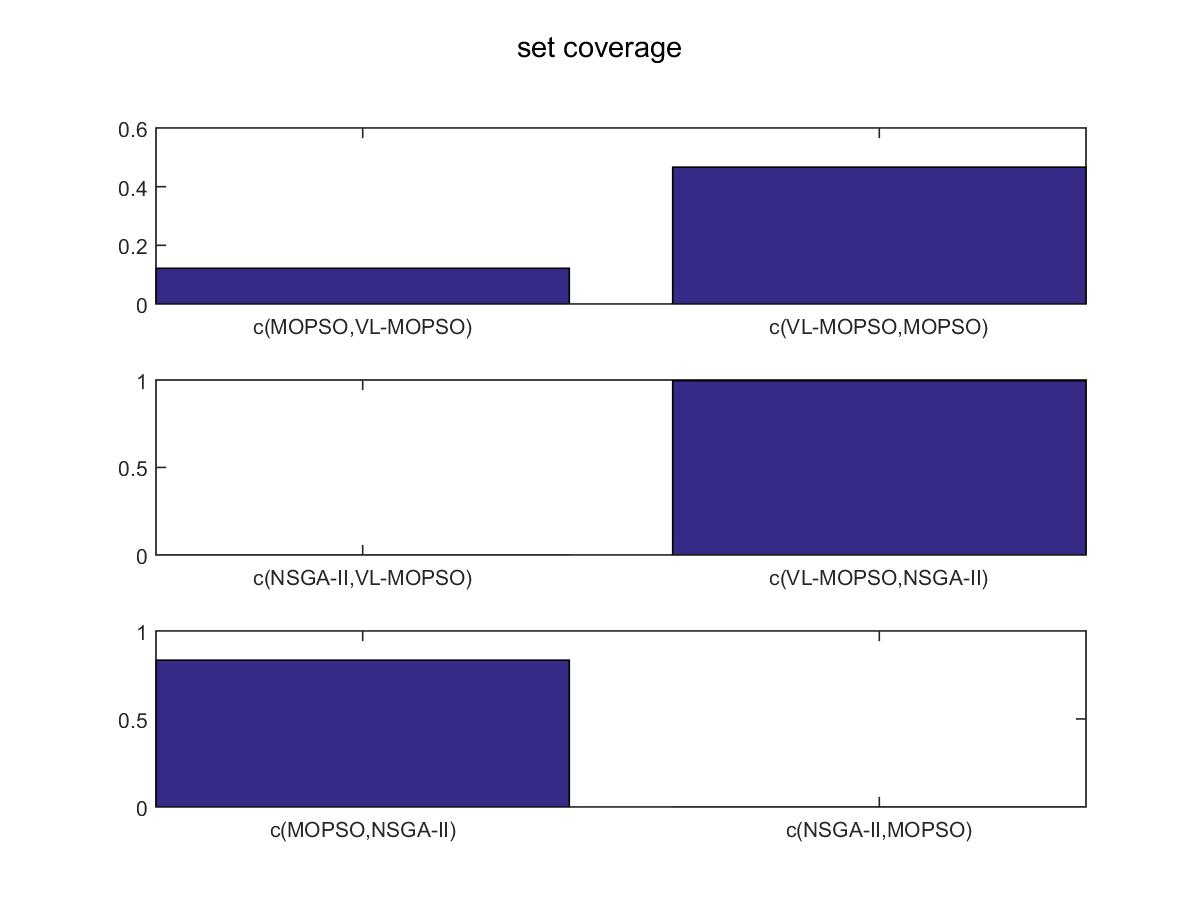 set coverage
0.6
0.4
0.2
0
c(MOPSO,VL-MOPSO) c(VL-MOPSO,MOPSO)
1
0.5
0
c(NSGA-II,VL-MOPSO) c(VL-MOPSO,NSGA-II)
1
0.5
0
c(MOPSO,NSGA-II) c(NSGA-II,MOPSO)